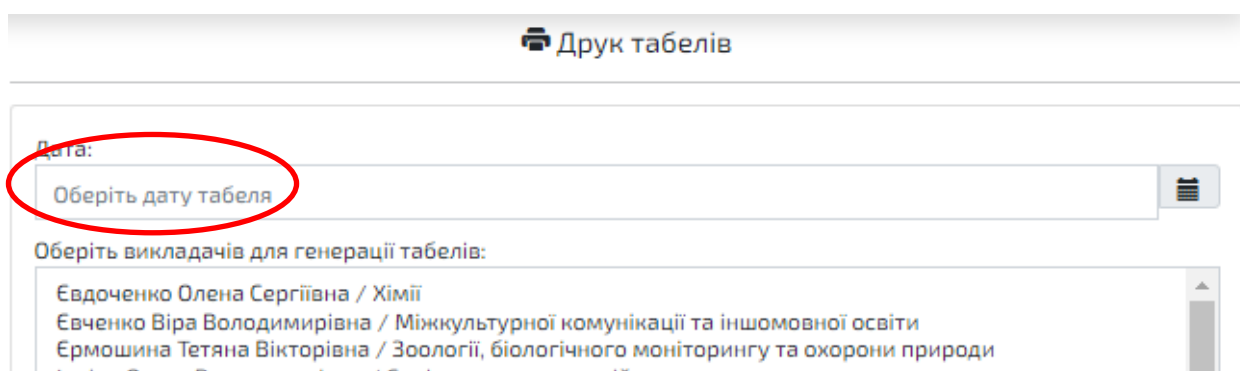 Друк табелів
Дата:
Оберіть дату табеля
Оберіть викладачів для генерації табелів:
Євдоченко Олена Сергіївна / Хімії
Євченко Віра Володимирівна / Міжкультурної комунікації та іншомовної освіти
Єрмошина Тетяна Вікторівна / Зоології, біологічного моніторингу та охорони природи